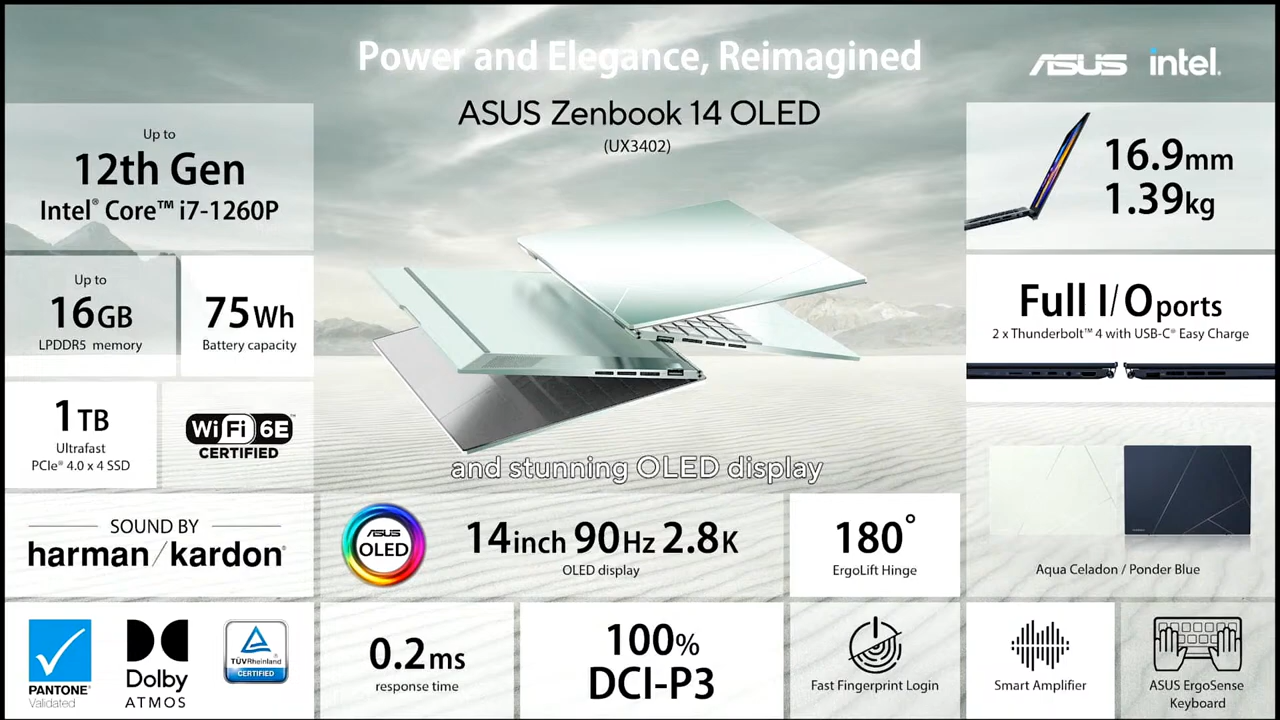 Power and Elegance, Reimagined
ASUS intel.
ASUS Zenbook 14 OLED
(UX3402)
Up to
12th Gen
Intel® Core™ i7-1260P
16.9mm
1.39kg
Up to
16GB
LPDDR5 memory
75Wh
Battery capacity
Full I/O ports
2 x Thunderbolt™ 4 with USB-C® Easy Charge
1TB
Ultrafast
PCIe® 4.0 x 4 SSD
WiFi 6E™
CERTIFIED
and stunning OLED display
SOUND BY
harman/kardon®
ASUS
OLED
14inch 90Hz 2.8K
OLED display
180°
ErgoLift Hinge
Aqua Celadon / Ponder Blue
PANTONE®
Validated
Dolby
ATMOS
TÜVRheinland
CERTIFIED
0.2ms
response time
100%
DCI-P3
Fast Fingerprint Login
Smart Amplifier
ASUS ErgoSense
Keyboard